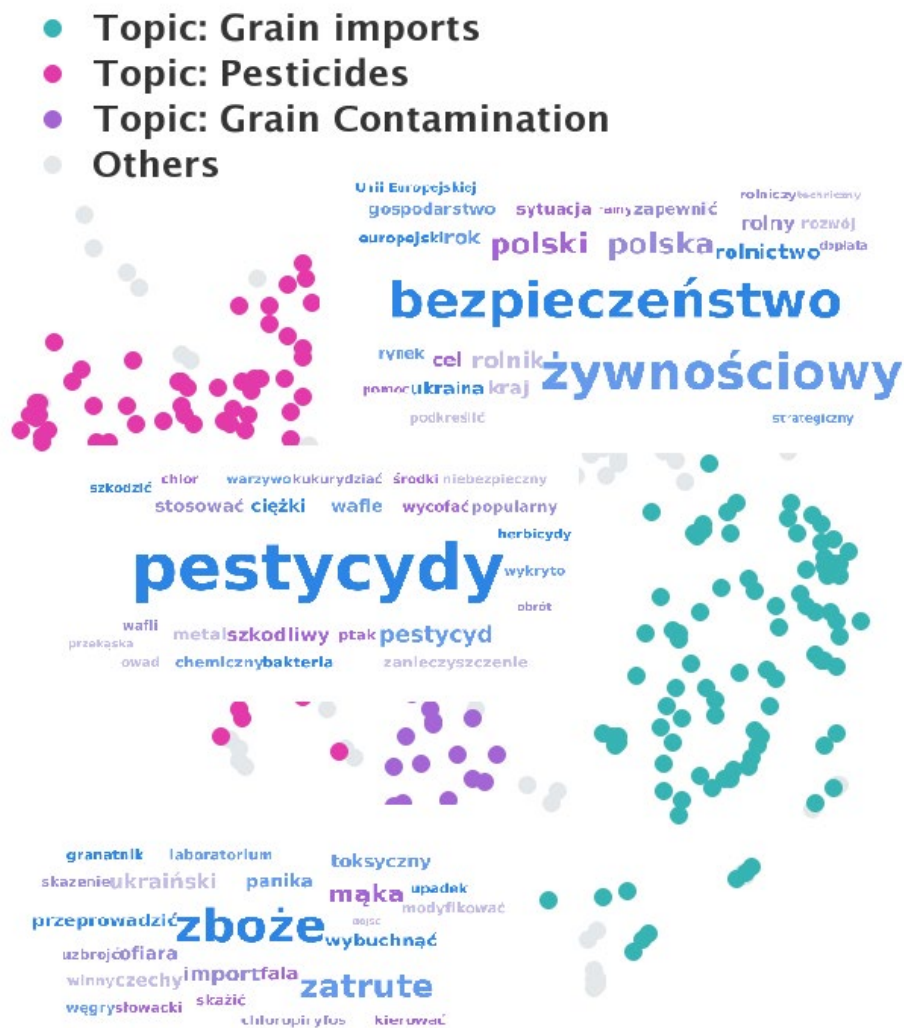 Topic: Grain imports
Topic: Pesticides
Topic: Grain Contamination
Others
Unii Europejskiej
rolniczy techniczny
gospodarstwo sytuacja ramy zapewnić
rolny rozwój
europejski rok polski polska rolnictwo dopłata
bezpieczeństwo
rynek cel rolnik żywnościowy
pomoc ukraina kraj
podkreślić strategiczny
szkodzić chlor warzywo kukurydziać środki niebezpieczny
stosować ciężki wafle wycofać popularny
herbicydy
pestycydy wykryto
obrót
wafli metal szkodliwy ptak pestycyd
przekąska
owad chemiczny bakteria zanieczyszczenie
granatnik laboratorium toksyczny
skażenie ukraiński panika mąka upadek
modyfikować
przeprowadzić zboże wybuchnąć
uzbroić ofiara
winny czechy import fala zatrute
węgry słowacki skazić
chloropiryfos kierować